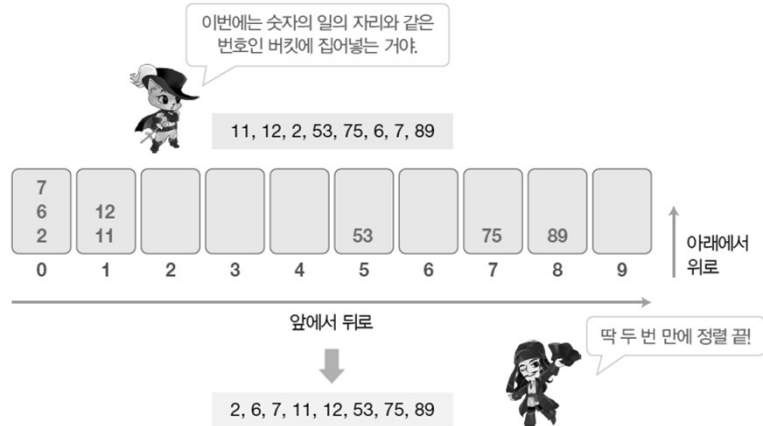 이번에는 숫자의 일의 자리와 같은
번호인 버킷에 집어넣는 거야.
11, 12, 2, 53, 75, 6, 7, 89
7
6 12
2 11 53 75 89
0 1 2 3 4 5 6 7 8 9
아래에서
위로
앞에서 뒤로
딱 두 번 만에 정렬 끝!
2, 6, 7, 11, 12, 53, 75, 89